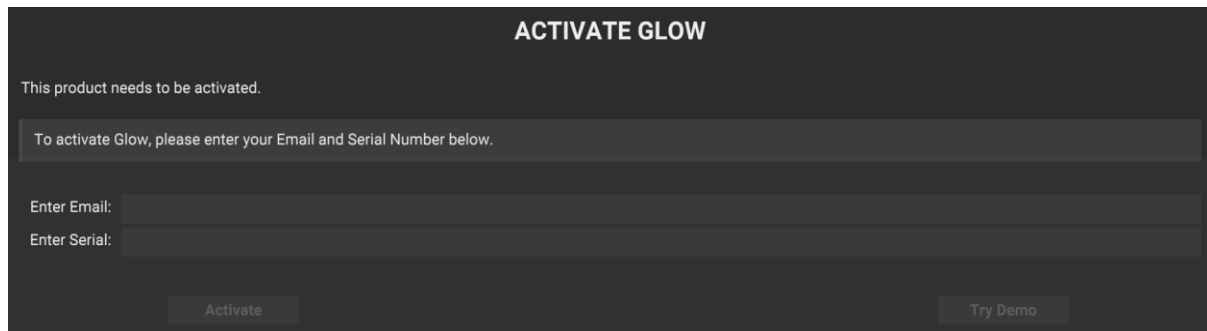 ACTIVATE GLOW
This product needs to be activated.
To activate Glow, please enter your Email and Serial Number below.
Enter Email:
Enter Serial:
Activate Try Demo